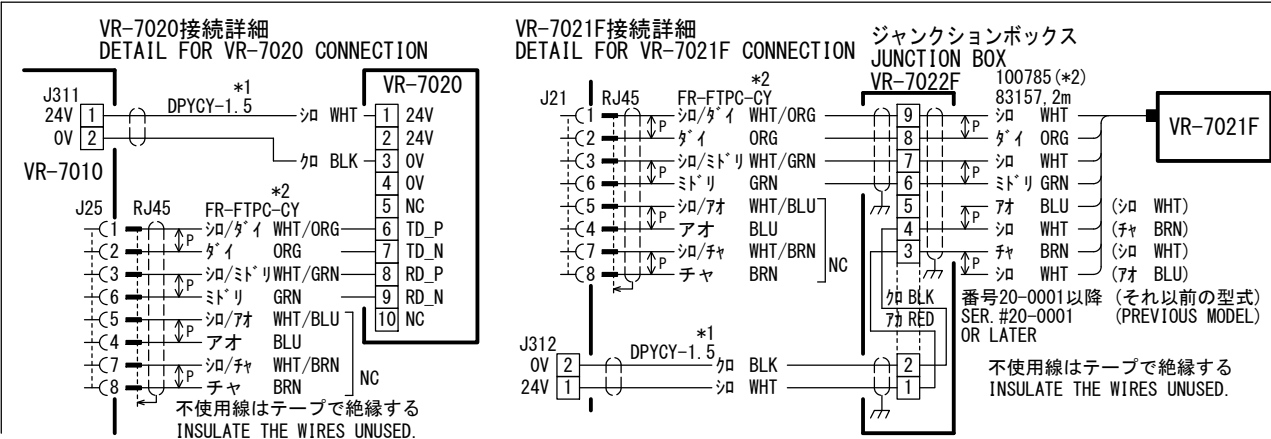 VR-7020接続詳細
DETAIL FOR VR-7020 CONNECTION
*1
DPYCY-1.5
J311
24V 1
0V 2
VR-7010
シロ WHT
クロ BLK
VR-7020
1 24V
2 24V
3 0V
4 0V
5 NC
6 TD_P
7 TD_N
8 RD_P
9 RD_N
10 NC
*2
J25 RJ45 FR-FTPC-CY
1 シロ/ダイ WHT/ORG
P
2 ダイ ORG
3 シロ/ミドリ WHT/GRN
P
6 ミドリ GRN
5 シロ/アオ WHT/BLU
P
4 アオ BLU
7 シロ/チャ WHT/BRN
P
8 チャ BRN
NC
不使用線はテープで絶縁する
INSULATE THE WIRES UNUSED.
VR-7021F接続詳細
DETAIL FOR VR-7021F CONNECTION
*2
J21 RJ45 FR-FTPC-CY
1 シロ/ダイ WHT/ORG
P
2 ダイ ORG
3 シロ/ミドリ WHT/GRN
P
6 ミドリ GRN
5 シロ/アオ WHT/BLU
P
4 アオ BLU
7 シロ/チャ WHT/BRN
P
8 チャ BRN
NC
*1
J312
DPYCY-1.5
0V 2 クロ BLK
24V 1 シロ WHT
ジャンクションボックス
JUNCTION BOX
VR-7022F
9
8
7
6
5
4
3
クロ BLK
アカ RED
2
1
100785(*2)
83157,2m
シロ WHT
P
ダイ ORG
シロ WHT
P
ミドリ GRN
アオ BLU (シロ WHT)
P
シロ WHT (チャ BRN)
チャ BRN (シロ WHT)
P
シロ WHT (アオ BLU)
VR-7021F
番号20-0001以降 (それ以前の型式)
SER. #20-0001 (PREVIOUS MODEL)
OR LATER
不使用線はテープで絶縁する
INSULATE THE WIRES UNUSED.